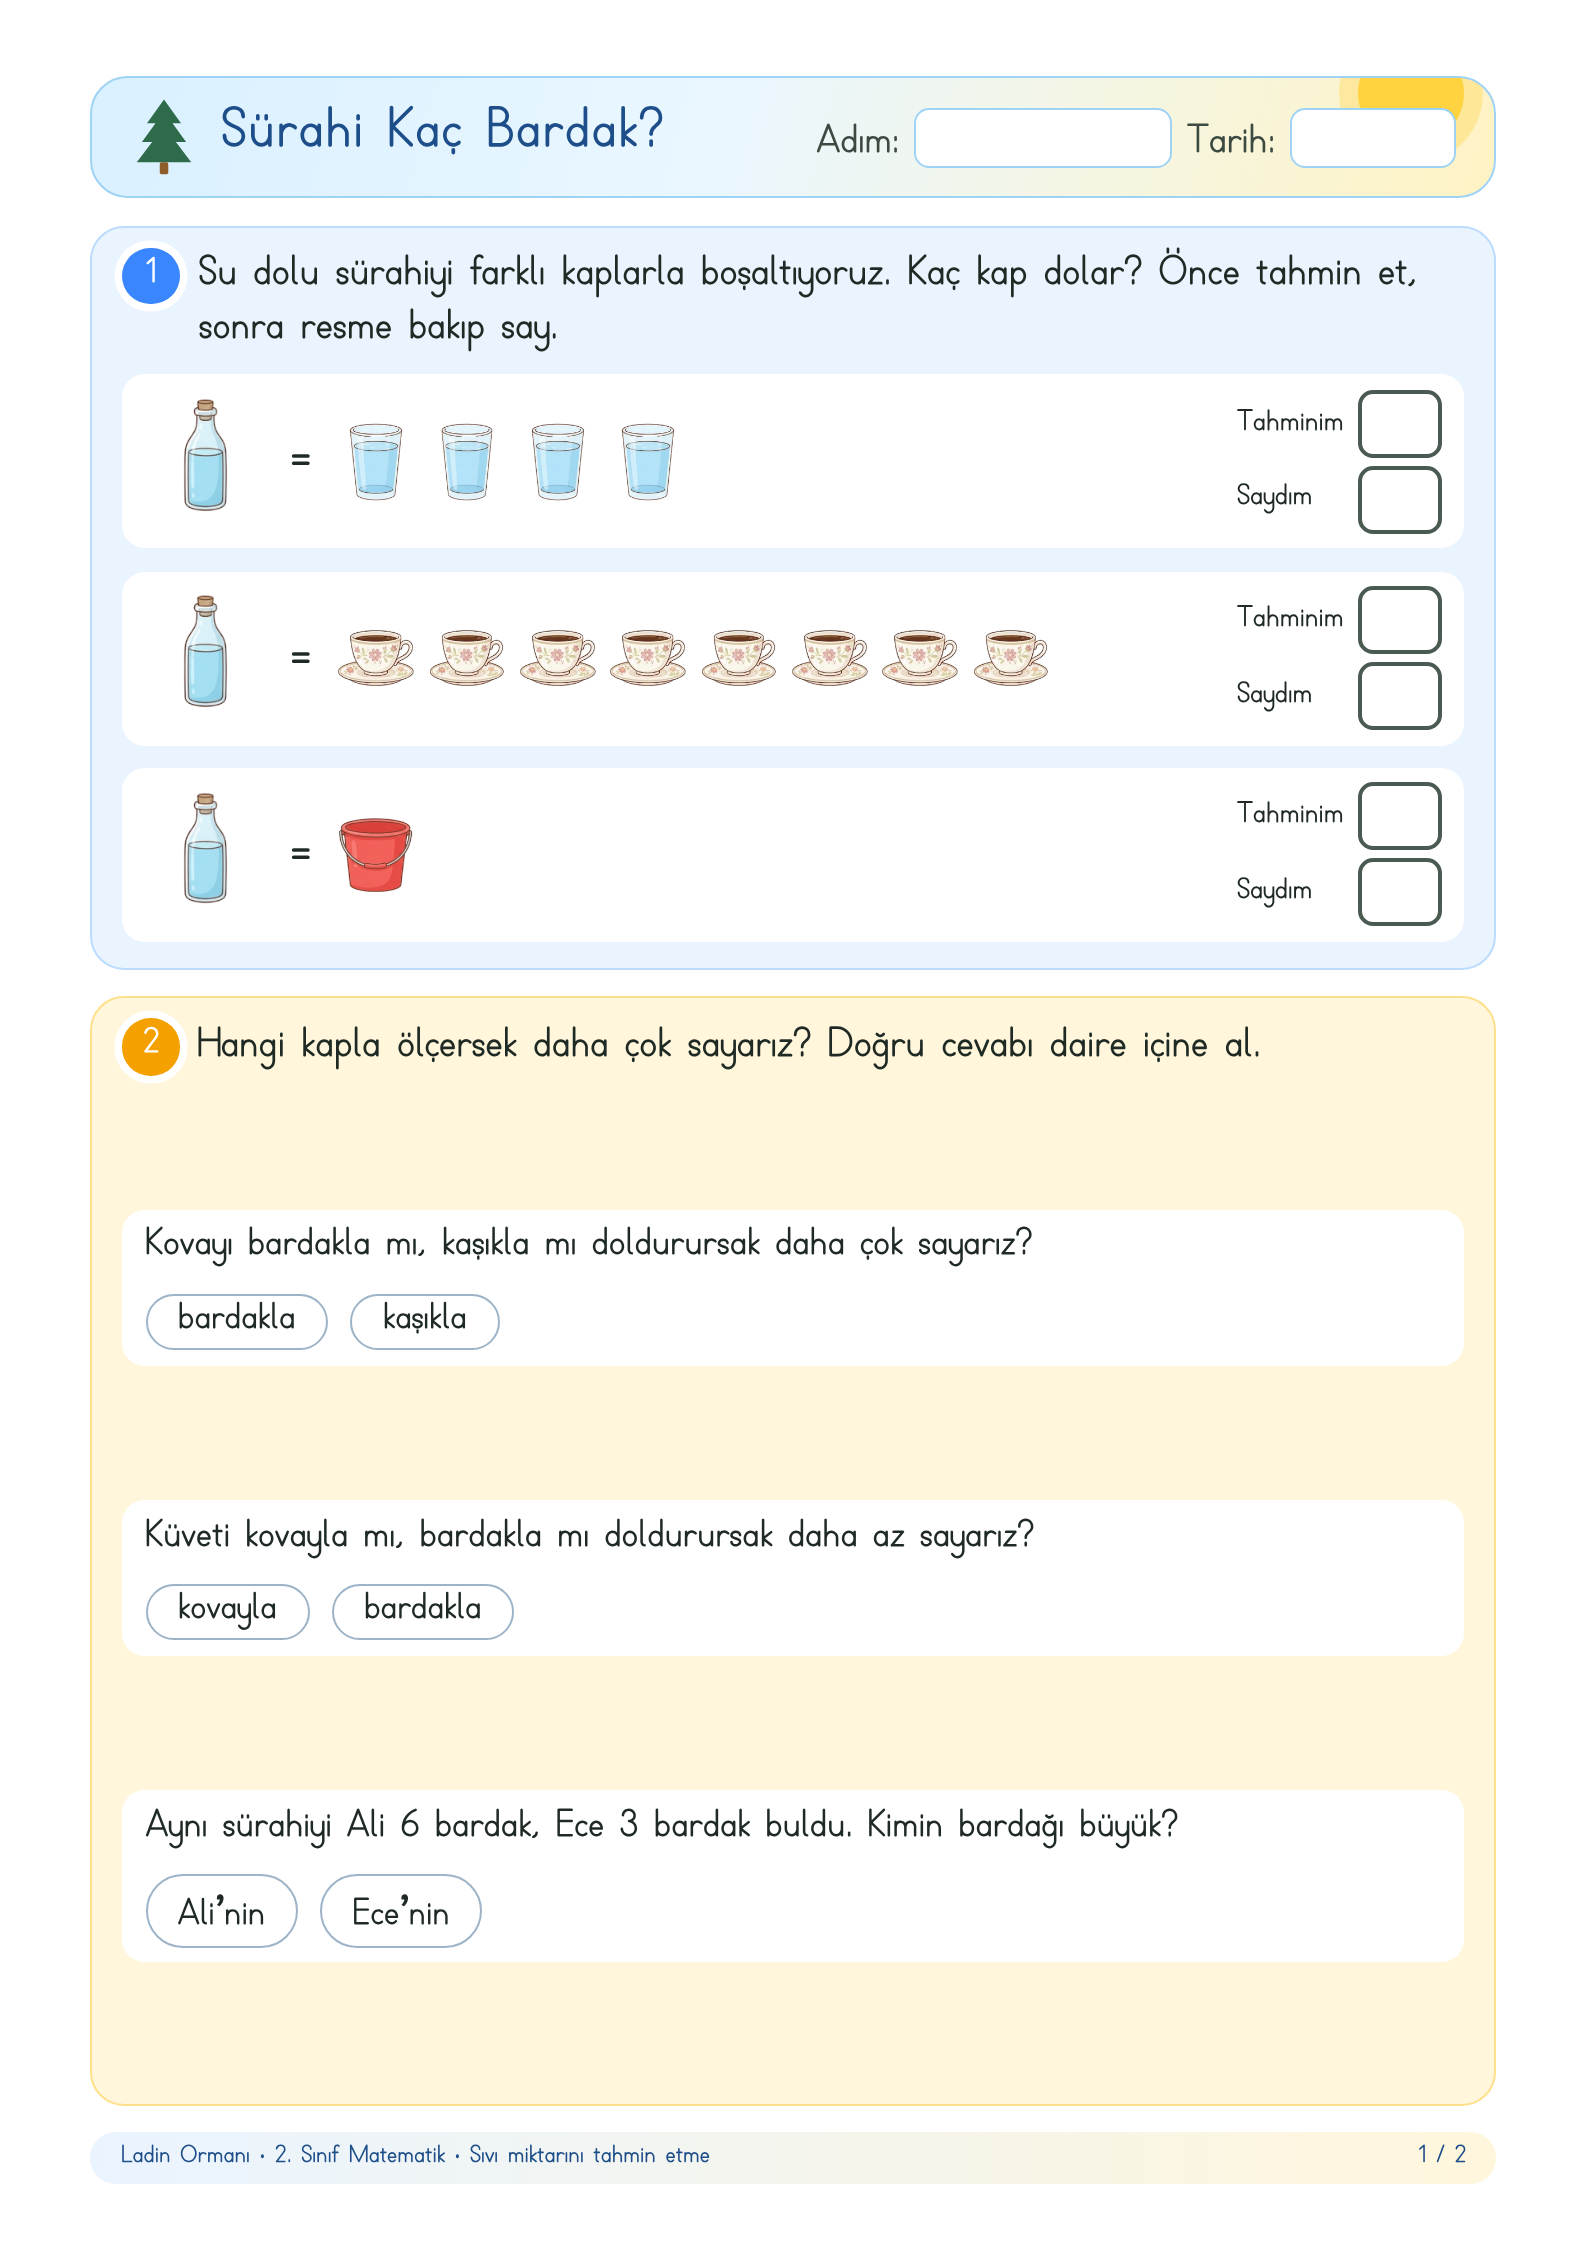 Sürahi Kaç Bardak?
Adım:
Tarih:
1
Su dolu sürahiyi farklı kaplarla boşaltıyoruz. Kaç kap dolar? Önce tahmin et,
sonra resme bakıp say.
=
Tahminim
Saydım
=
Tahminim
Saydım
=
Tahminim
Saydım
2
Hangi kapla ölçersek daha çok sayarız? Doğru cevabı daire içine al.
Kovayı bardakla mı, kaşıkla mı doldurursak daha çok sayarız?
bardakla kaşıkla
Küveti kovayla mı, bardakla mı doldurursak daha az sayarız?
kovayla bardakla
Aynı sürahiyi Ali 6 bardak, Ece 3 bardak buldu. Kimin bardağı büyük?
Ali’nin Ece’nin
Ladin Ormanı • 2. Sınıf Matematik • Sıvı miktarını tahmin etme
1 / 2